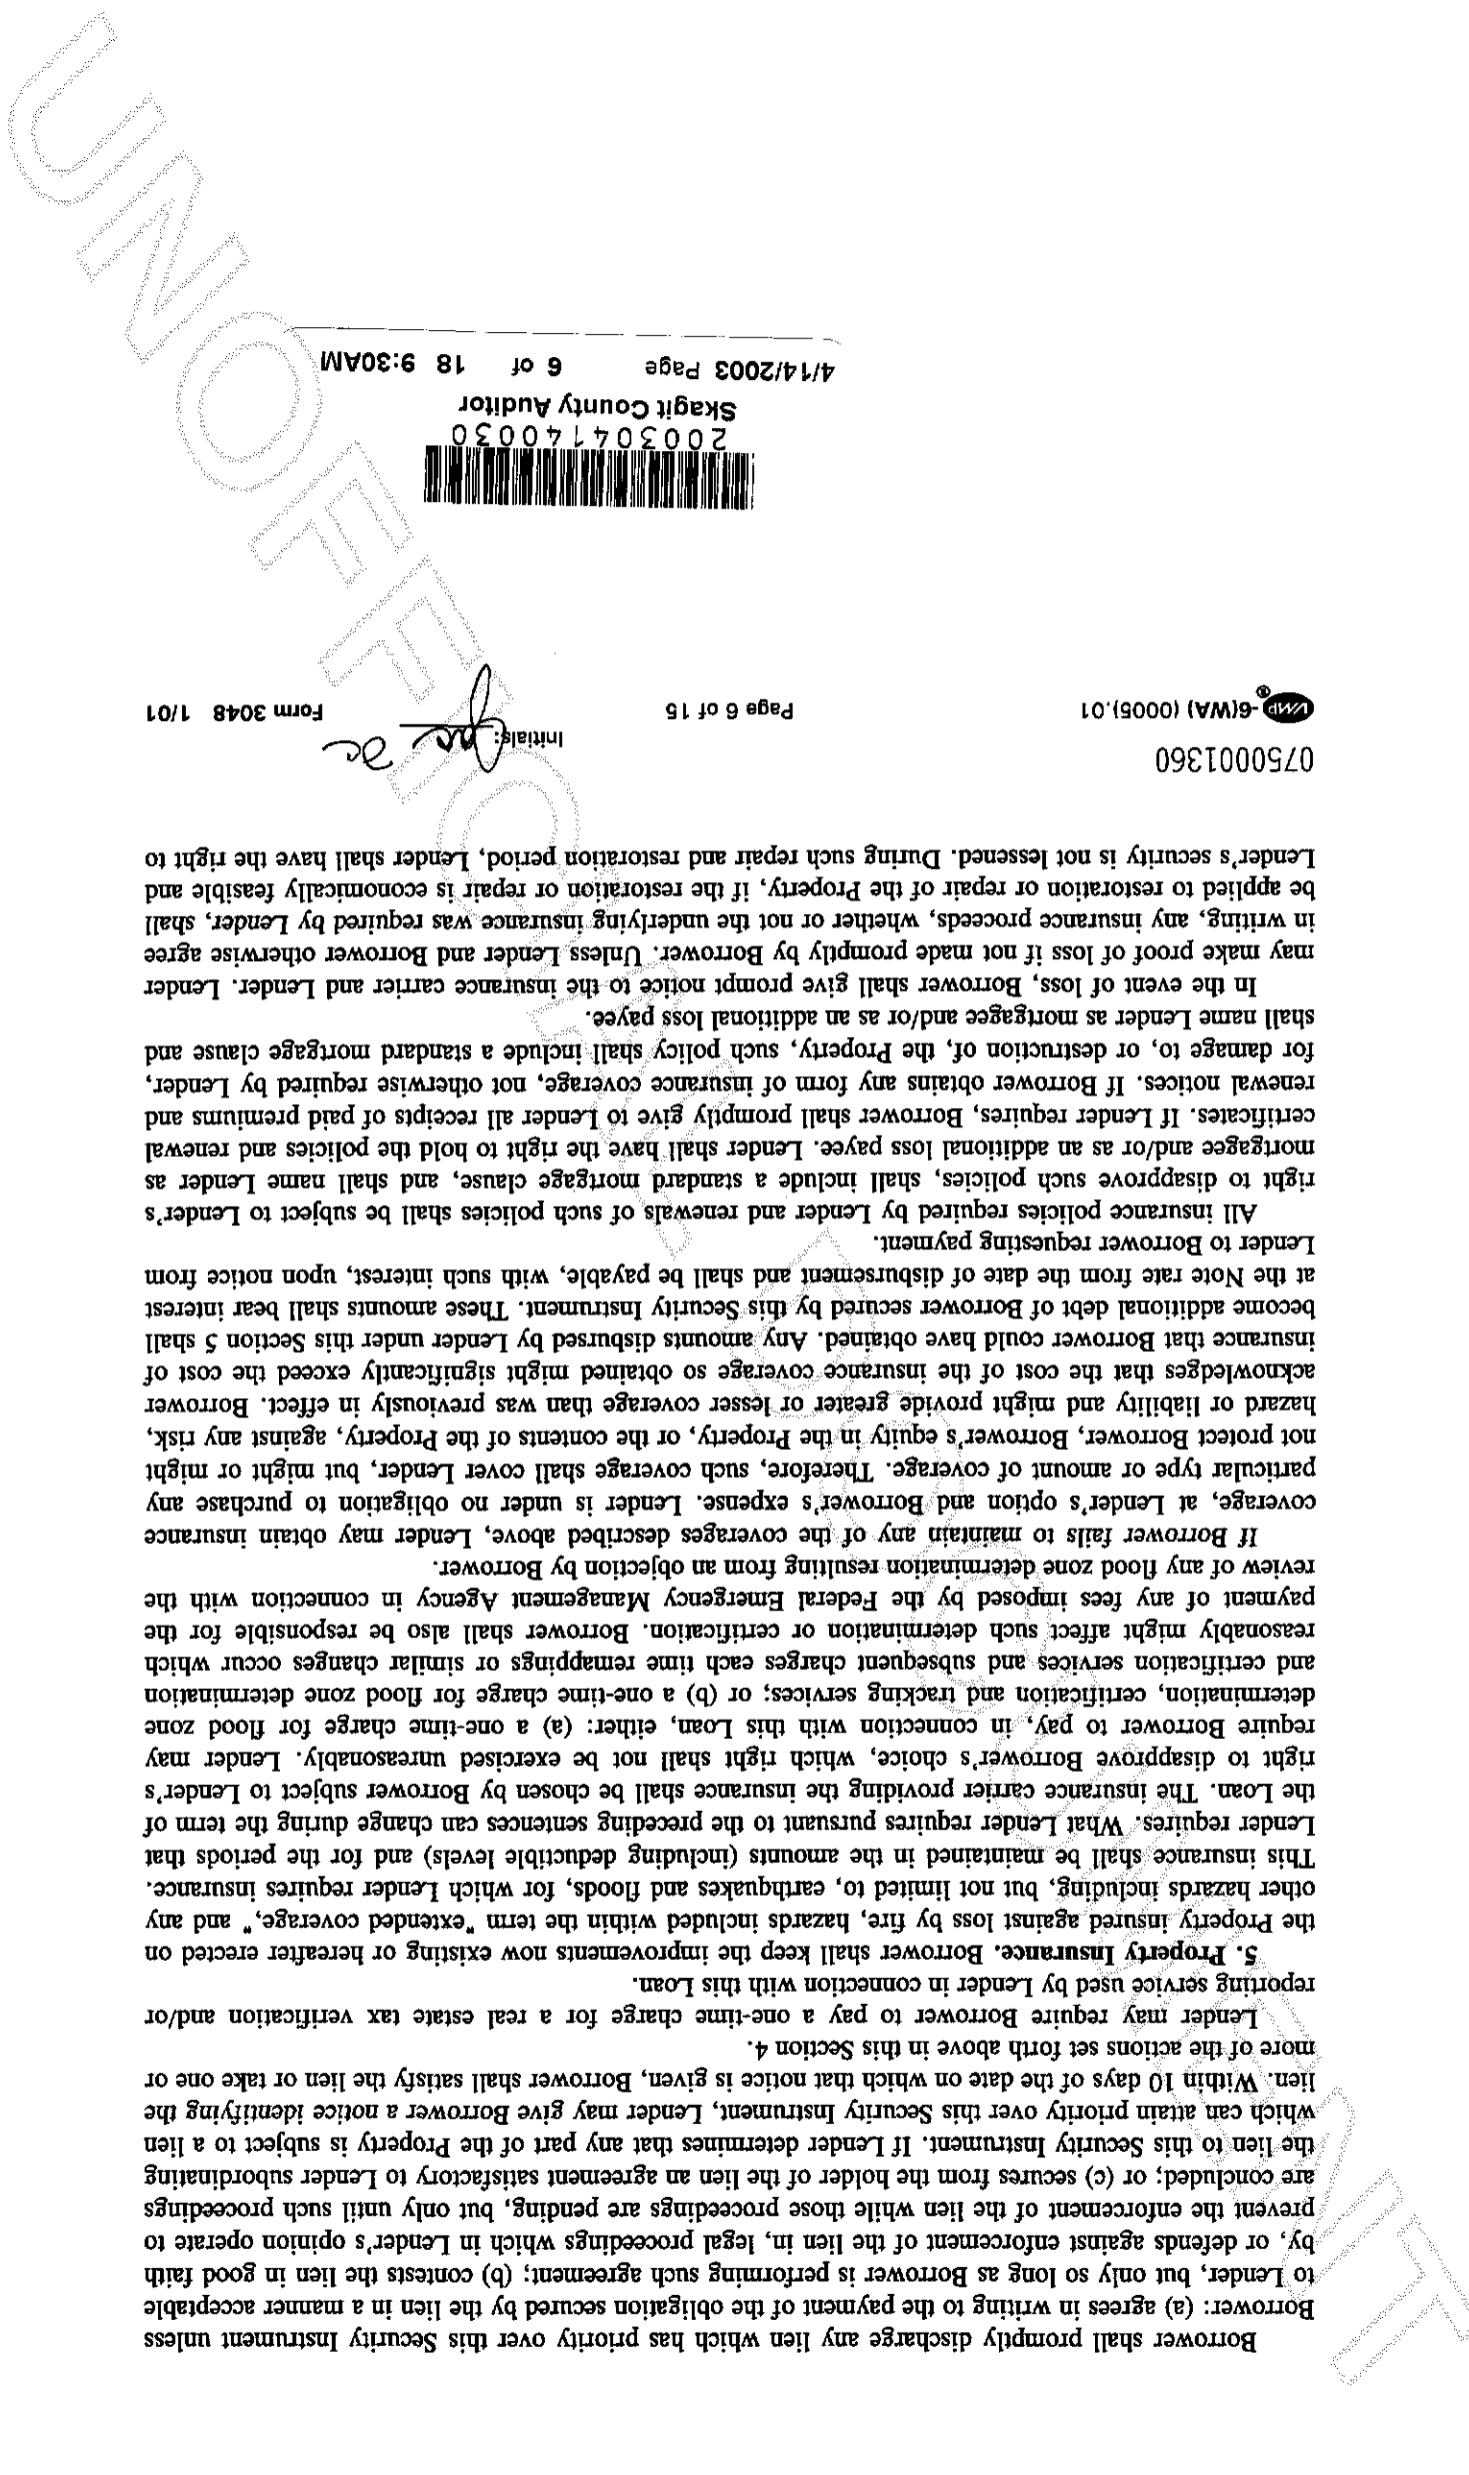 Borrower shall promptly discharge any lien which has priority over this Security Instrument unless
Borrower: (a) agrees in writing to the payment of the obligation secured by the lien in a manner acceptable
to Lender, but only so long as Borrower is performing such agreement; (b) contests the lien in good faith
by, or defends against enforcement of the lien in, legal proceedings which in Lender's opinion operate to
prevent the enforcement of the lien while those proceedings are pending, but only until such proceedings
are concluded; or (c) secures from the holder of the lien an agreement satisfactory to Lender subordinating
the lien to this Security Instrument. If Lender determines that any part of the Property is subject to a lien
which can attain priority over this Security Instrument, Lender may give Borrower a notice identifying the
lien. Within 10 days of the date on which that notice is given, Borrower shall satisfy the lien or take one or
more of the actions set forth above in this Section 4.
Lender may require Borrower to pay a one-time charge for a real estate tax verification and/or
reporting service used by Lender in connection with this Loan.
5. Property Insurance. Borrower shall keep the improvements now existing or hereafter erected on
the Property insured against loss by fire, hazards included within the term "extended coverage," and any
other hazards including, but not limited to, earthquakes and floods, for which Lender requires insurance.
This insurance shall be maintained in the amounts (including deductible levels) and for the periods that
Lender requires. What Lender requires pursuant to the preceding sentences can change during the term of
the Loan. The insurance carrier providing the insurance shall be chosen by Borrower subject to Lender's
right to disapprove Borrower's choice, which right shall not be exercised unreasonably. Lender may
require Borrower to pay, in connection with this Loan, either: (a) a one-time charge for flood zone
determination, certification and tracking services; or (b) a one-time charge for flood zone determination
and certification services and subsequent charges each time remappings or similar changes occur which
reasonably might affect such determination or certification. Borrower shall also be responsible for the
payment of any fees imposed by the Federal Emergency Management Agency in connection with the
review of any flood zone determination resulting from an objection by Borrower.
If Borrower fails to maintain any of the coverages described above, Lender may obtain insurance
coverage, at Lender's option and Borrower's expense. Lender is under no obligation to purchase any
particular type or amount of coverage. Therefore, such coverage shall cover Lender, but might or might
not protect Borrower, Borrower's equity in the Property, or the contents of the Property, against any risk,
hazard or liability and might provide greater or lesser coverage than was previously in effect. Borrower
acknowledges that the cost of the insurance coverage so obtained might significantly exceed the cost of
insurance that Borrower could have obtained. Any amounts disbursed by Lender under this Section 5 shall
become additional debt of Borrower secured by this Security Instrument. These amounts shall bear interest
at the Note rate from the date of disbursement and shall be payable, with such interest, upon notice from
Lender to Borrower requesting payment.
All insurance policies required by Lender and renewals of such policies shall be subject to Lender's
right to disapprove such policies, shall include a standard mortgage clause, and shall name Lender as
mortgagee and/or as an additional loss payee. Lender shall have the right to hold the policies and renewal
certificates. If Lender requires, Borrower shall promptly give to Lender all receipts of paid premiums and
renewal notices. If Borrower obtains any form of insurance coverage, not otherwise required by Lender,
for damage to, or destruction of, the Property, such policy shall include a standard mortgage clause and
shall name Lender as mortgagee and/or as an additional loss payee.
In the event of loss, Borrower shall give prompt notice to the insurance carrier and Lender. Lender
may make proof of loss if not made promptly by Borrower. Unless Lender and Borrower otherwise agree
in writing, any insurance proceeds, whether or not the underlying insurance was required by Lender, shall
be applied to restoration or repair of the Property, if the restoration or repair is economically feasible and
Lender's security is not lessened. During such repair and restoration period, Lender shall have the right to
0750001360
Initials:
VMP®-6(WA) (0005).01 Page 6 of 15 Form 3048 1/01
200304140030
Skagit County Auditor
4/14/2003 Page 6 of 18 9:30AM
UNOFFICIAL DOCUMENT